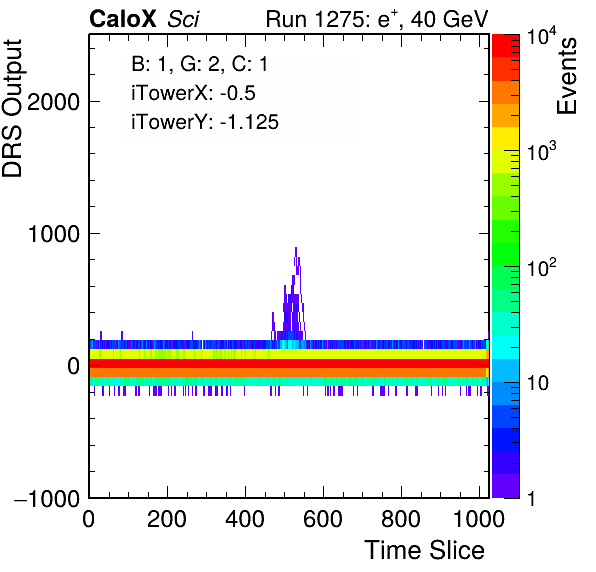 CaloX Sci
Run 1275: e+, 40 GeV
B: 1, G: 2, C: 1
iTowerX: -0.5
iTowerY: -1.125
DRS Output
2000
1000
0
−1000
0 200 400 600 800 1000
Time Slice
Events
10^4
10^3
10^2
10
1